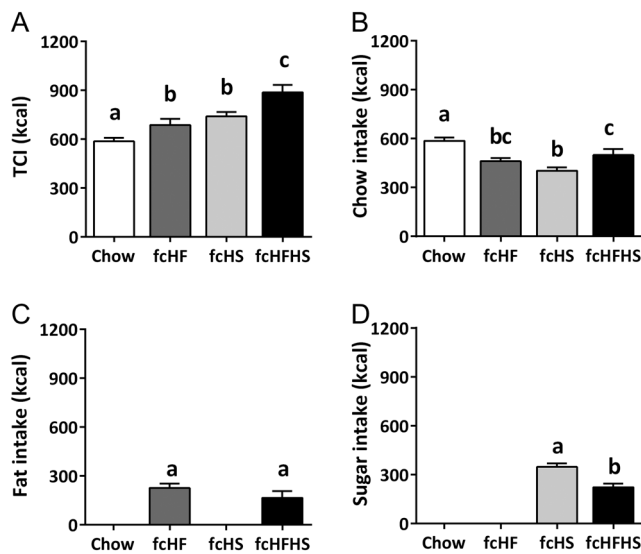 A
TCI (kcal)
1200
900
600
300
0
a
b
b
c
Chow fcHF fcHS fcHFHS
B
Chow intake (kcal)
1200
900
600
300
0
a
bc
b
c
Chow fcHF fcHS fcHFHS
C
Fat intake (kcal)
1200
900
600
300
0
a
a
Chow fcHF fcHS fcHFHS
D
Sugar intake (kcal)
1200
900
600
300
0
a
b
Chow fcHF fcHS fcHFHS